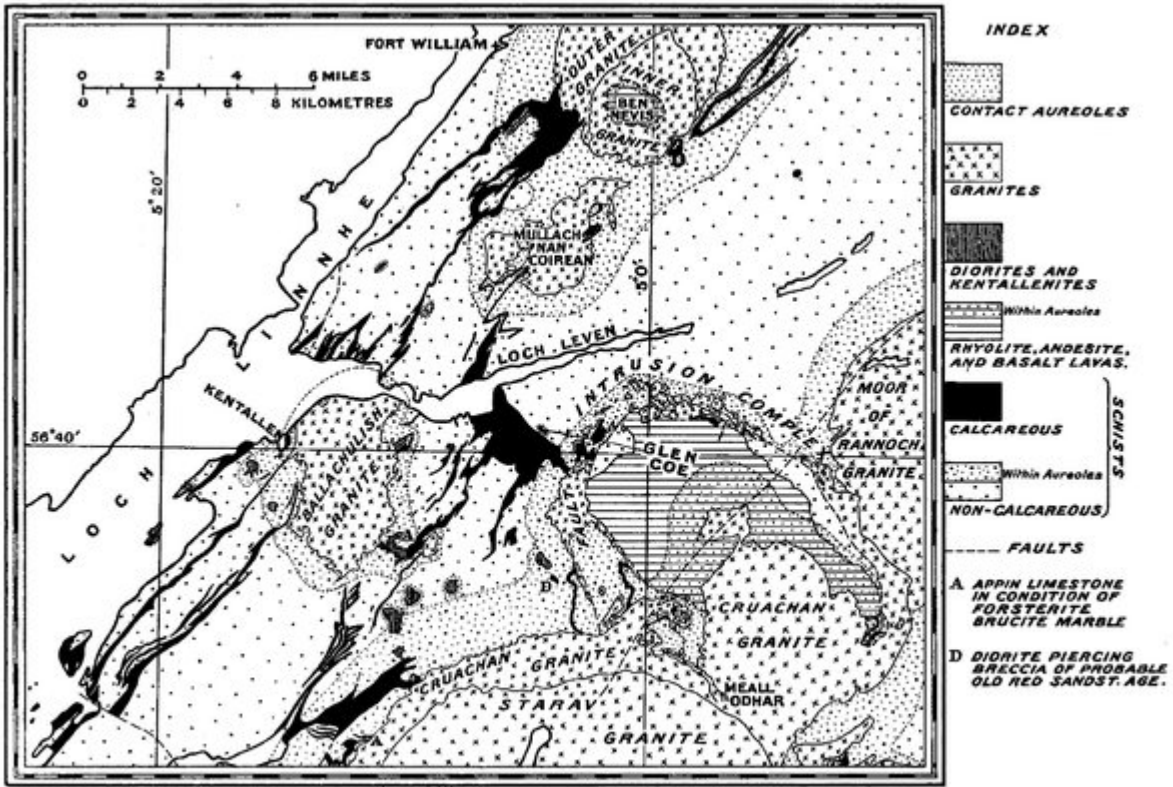 FORT WILLIAM
0 2 4 6 MILES
0 2 4 6 8 KILOMETRES
5° 20'
5° 0'
56° 40'
OUTER
GRANITE
INNER
GRANITE
BEN
NEVIS
D
MULLACH
NAN
COIREAN
LOCH LINNHE
LOCH LEVEN
KENTALLEN
BALLACHULISH
GRANITE
INTRUSION COMPLEX
GLEN
COE
FAULT
MOOR
OF
RANNOCH
GRANITE
D
CRUACHAN
GRANITE
CRUACHAN GRANITE
STARAV
GRANITE
MEALL
ODHAR
A
INDEX
CONTACT AUREOLES
GRANITES
DIORITES AND
KENTALLENITES
Within Aureoles
RHYOLITE, ANDESITE,
AND BASALT LAVAS.
CALCAREOUS
Within Aureoles
NON-CALCAREOUS
SCHISTS
FAULTS
A APPIN LIMESTONE
IN CONDITION OF
FORSTERITE
BRUCITE MARBLE
D DIORITE PIERCING
BRECCIA OF PROBABLE
OLD RED SANDST. AGE.